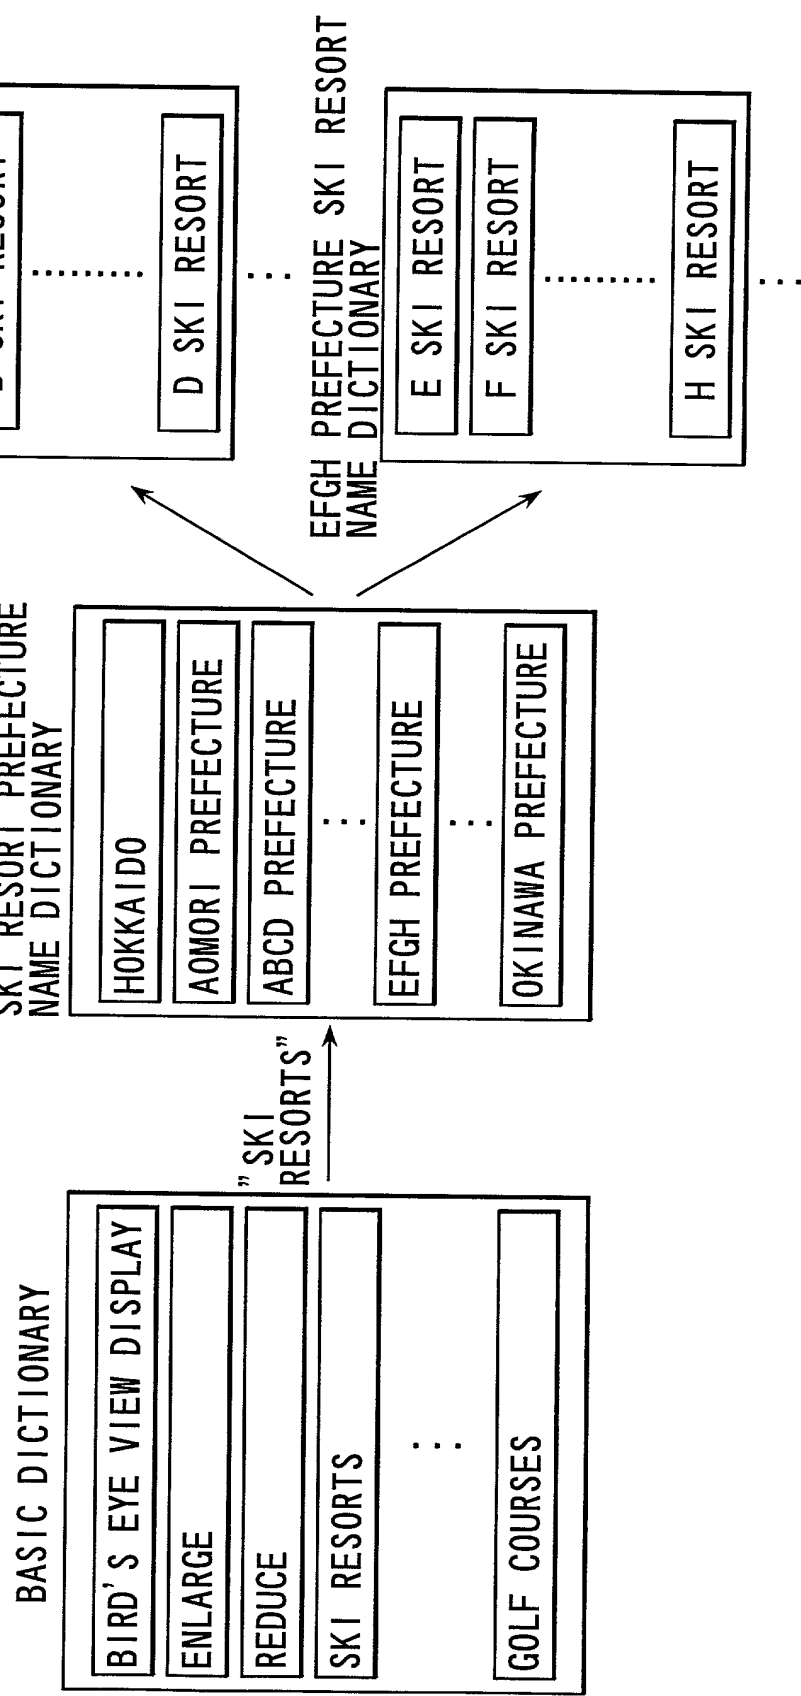 BASIC DICTIONARY
BIRD'S EYE VIEW DISPLAY
ENLARGE
REDUCE
SKI RESORTS
...
GOLF COURSES
"SKI
RESORTS"
SKI RESORT PREFECTURE
NAME DICTIONARY
HOKKAIDO
AOMORI PREFECTURE
ABCD PREFECTURE
...
EFGH PREFECTURE
...
OKINAWA PREFECTURE
..........
D SKI RESORT
...
EFGH PREFECTURE SKI RESORT
NAME DICTIONARY
E SKI RESORT
F SKI RESORT
..........
H SKI RESORT
...